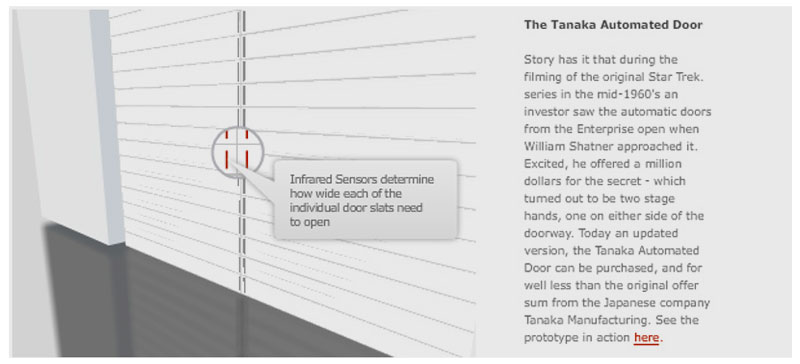 The Tanaka Automated Door
Story has it that during the
filming of the original Star Trek.
series in the mid-1960's an
investor saw the automatic doors
from the Enterprise open when
William Shatner approached it.
Excited, he offered a million
dollars for the secret - which
turned out to be two stage
hands, one on either side of the
doorway. Today an updated
version, the Tanaka Automated
Door can be purchased, and for
well less than the original offer
sum from the Japanese company
Tanaka Manufacturing. See the
prototype in action here.
Infrared Sensors determine
how wide each of the
individual door slats need
to open